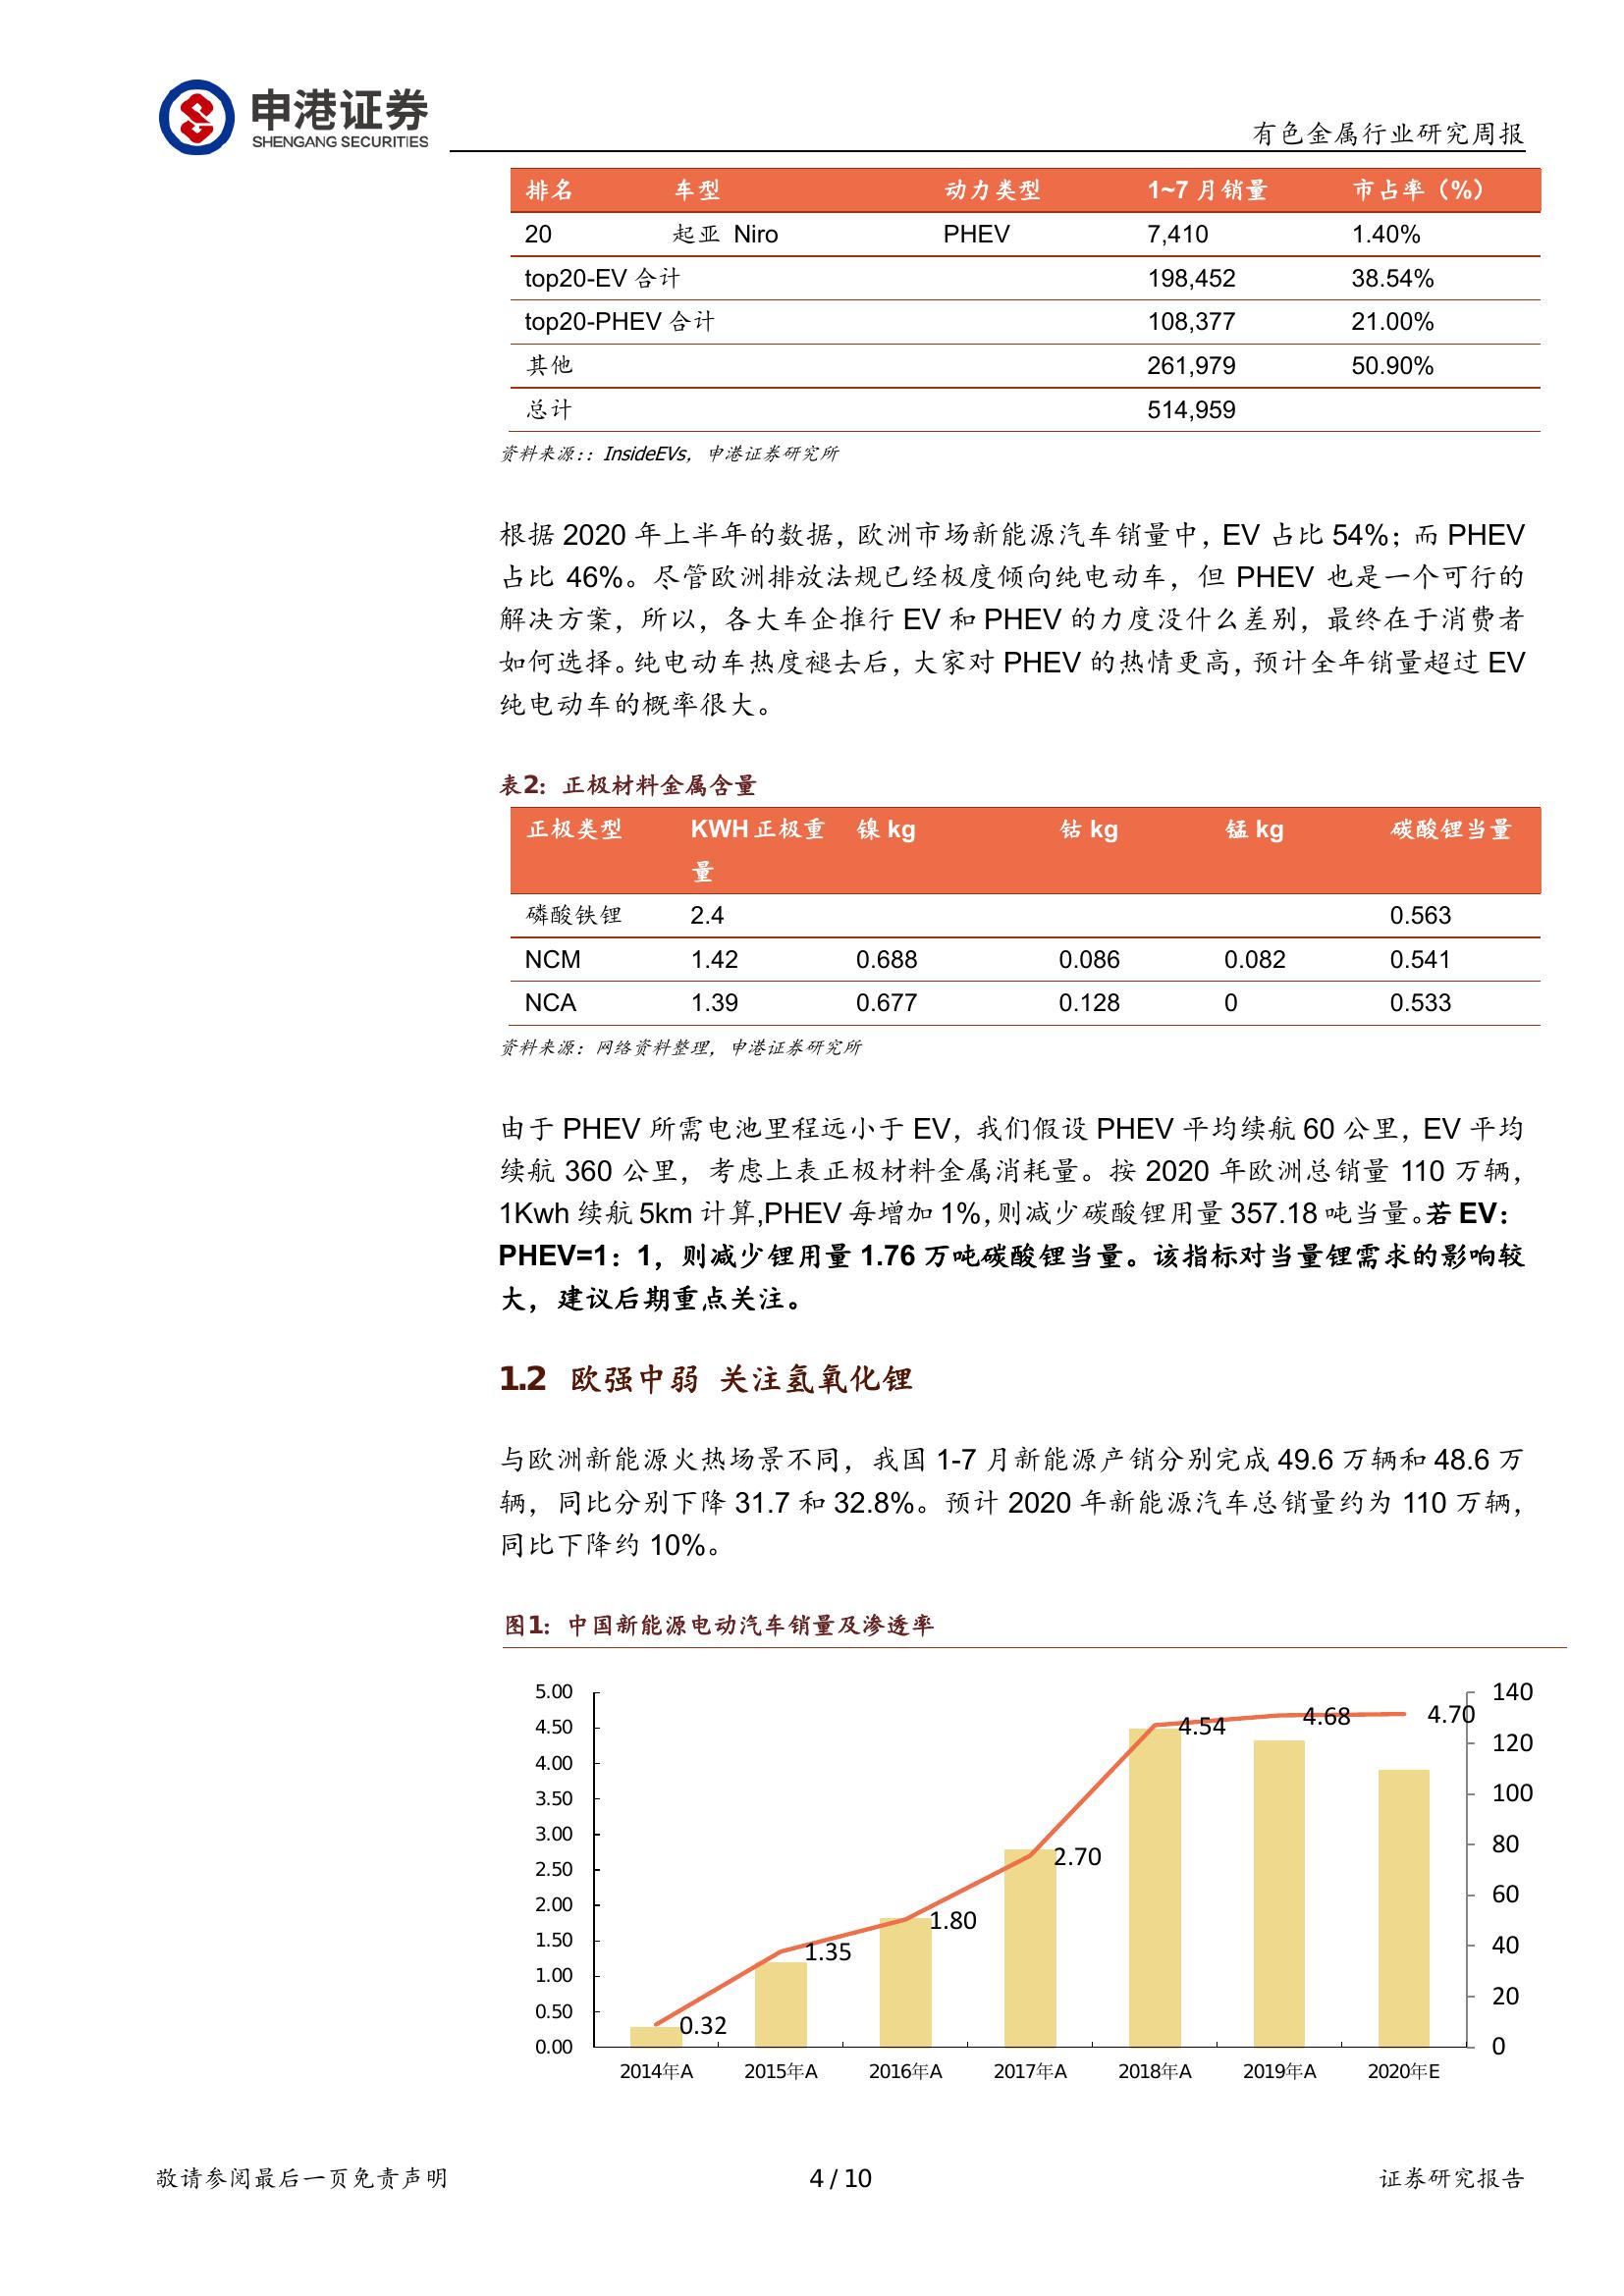 申港证券
SHENGANG SECURITIES
有色金属行业研究周报
排名 车型 动力类型 1~7 月销量 市占率（%）
20 起亚 Niro PHEV 7,410 1.40%
top20-EV 合计 198,452 38.54%
top20-PHEV 合计 108,377 21.00%
其他 261,979 50.90%
总计 514,959
资料来源：：InsideEVs，申港证券研究所
根据 2020 年上半年的数据，欧洲市场新能源汽车销量中，EV 占比 54%；而 PHEV
占比 46%。尽管欧洲排放法规已经极度倾向纯电动车，但 PHEV 也是一个可行的
解决方案，所以，各大车企推行 EV 和 PHEV 的力度没什么差别，最终在于消费者
如何选择。纯电动车热度褪去后，大家对 PHEV 的热情更高，预计全年销量超过 EV
纯电动车的概率很大。
表2：正极材料金属含量
正极类型 KWH 正极重 镍 kg 钴 kg 锰 kg 碳酸锂当量
量
磷酸铁锂 2.4 0.563
NCM 1.42 0.688 0.086 0.082 0.541
NCA 1.39 0.677 0.128 0 0.533
资料来源：网络资料整理，申港证券研究所
由于 PHEV 所需电池里程远小于 EV，我们假设 PHEV 平均续航 60 公里，EV 平均
续航 360 公里，考虑上表正极材料金属消耗量。按 2020 年欧洲总销量 110 万辆，
1Kwh 续航 5km 计算,PHEV 每增加 1%，则减少碳酸锂用量 357.18 吨当量。若 EV：
PHEV=1：1，则减少锂用量 1.76 万吨碳酸锂当量。该指标对当量锂需求的影响较
大，建议后期重点关注。
1.2 欧强中弱 关注氢氧化锂
与欧洲新能源火热场景不同，我国 1-7 月新能源产销分别完成 49.6 万辆和 48.6 万
辆，同比分别下降 31.7 和 32.8%。预计 2020 年新能源汽车总销量约为 110 万辆，
同比下降约 10%。
图1：中国新能源电动汽车销量及渗透率
5.00 140
4.50 4.54 4.68 4.70 120
4.00
3.50 100
3.00 80
2.50 2.70
2.00 60
1.50 1.80 40
1.00 1.35 20
0.50 0.32
0.00 0
2014年A 2015年A 2016年A 2017年A 2018年A 2019年A 2020年E
敬请参阅最后一页免责声明 4 / 10 证券研究报告